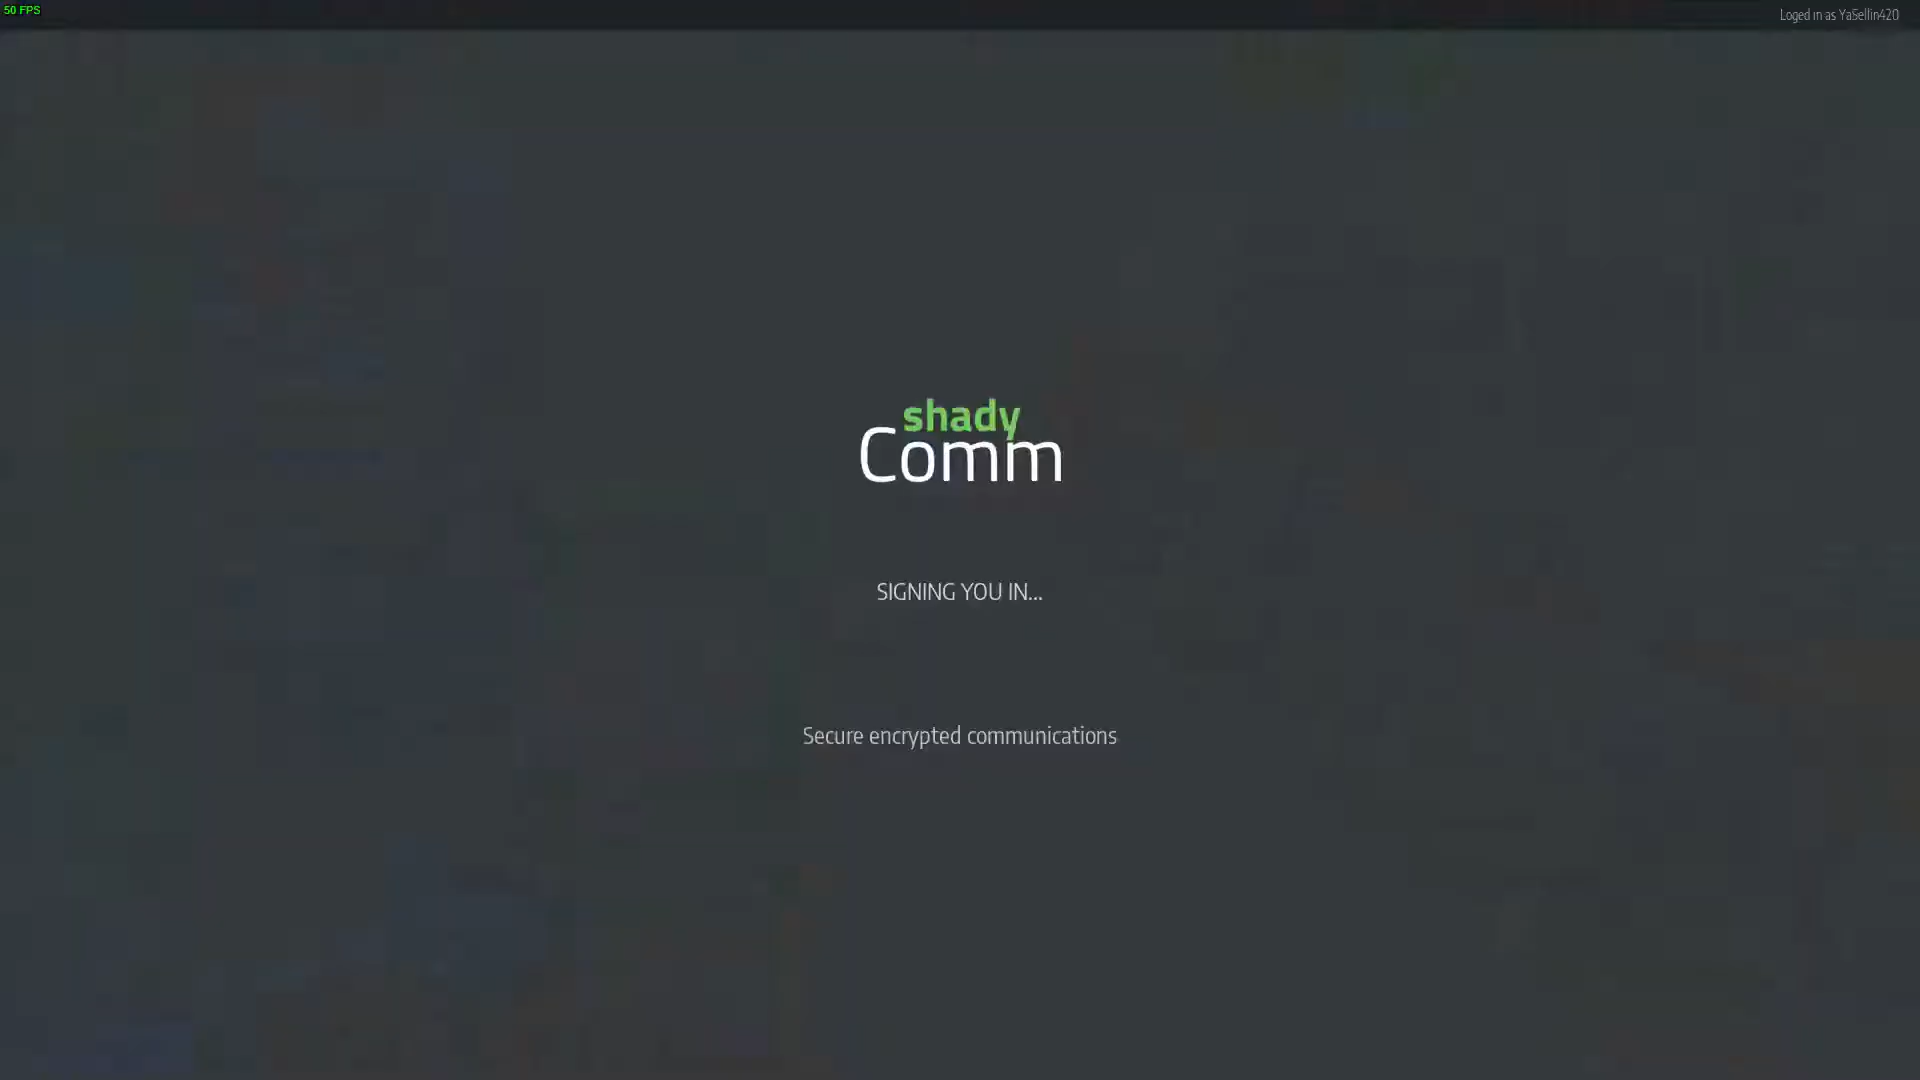 50 FPS
Loged in as YaSellin420
shady
Comm
SIGNING YOU IN...
Secure encrypted communications